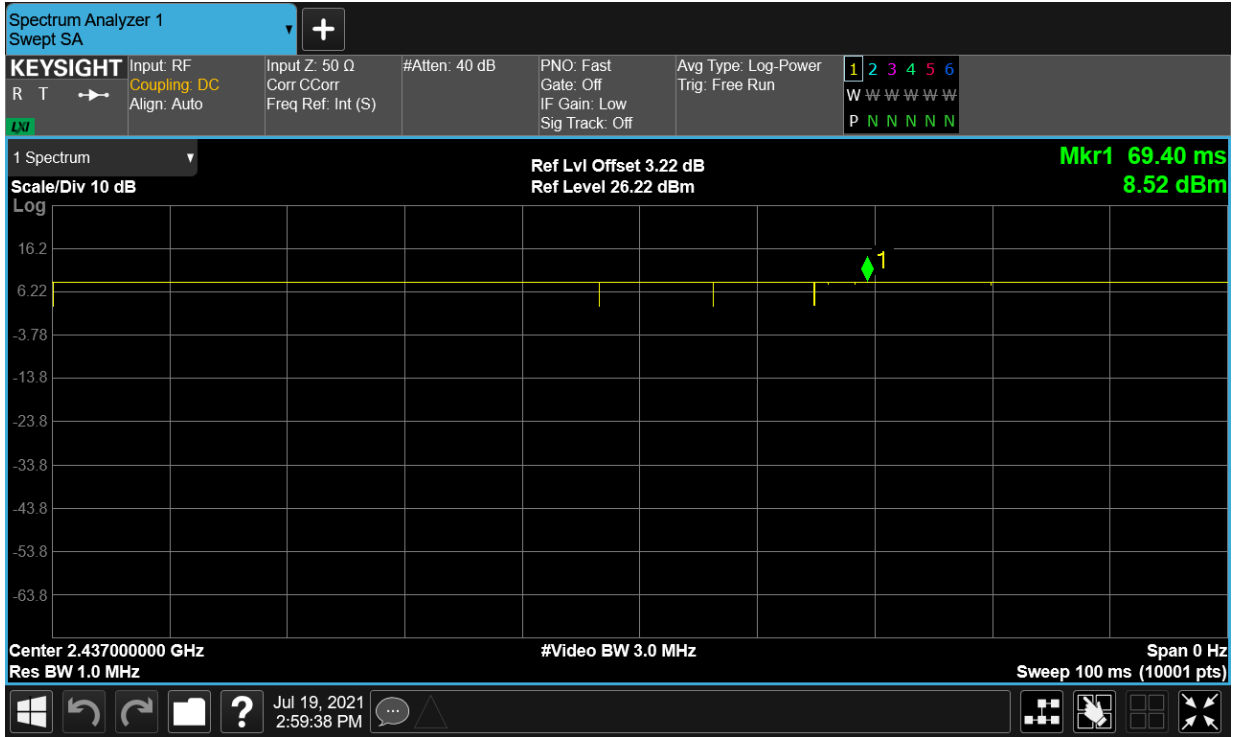 Spectrum Analyzer 1
Swept SA
KEYSIGHT
R T
LXI
Input: RF
Coupling: DC
Align: Auto
Input Z: 50 Ω
Corr CCorr
Freq Ref: Int (S)
#Atten: 40 dB
PNO: Fast
Gate: Off
IF Gain: Low
Sig Track: Off
Avg Type: Log-Power
Trig: Free Run
1 2 3 4 5 6
W W W W W W
P N N N N N
1 Spectrum
Scale/Div 10 dB
Log
Ref Lvl Offset 3.22 dB
Ref Level 26.22 dBm
Mkr1 69.40 ms
8.52 dBm
1
16.2
6.22
-3.78
-13.8
-23.8
-33.8
-43.8
-53.8
-63.8
Center 2.437000000 GHz
Res BW 1.0 MHz
#Video BW 3.0 MHz
Span 0 Hz
Sweep 100 ms (10001 pts)
?
Jul 19, 2021
2:59:38 PM